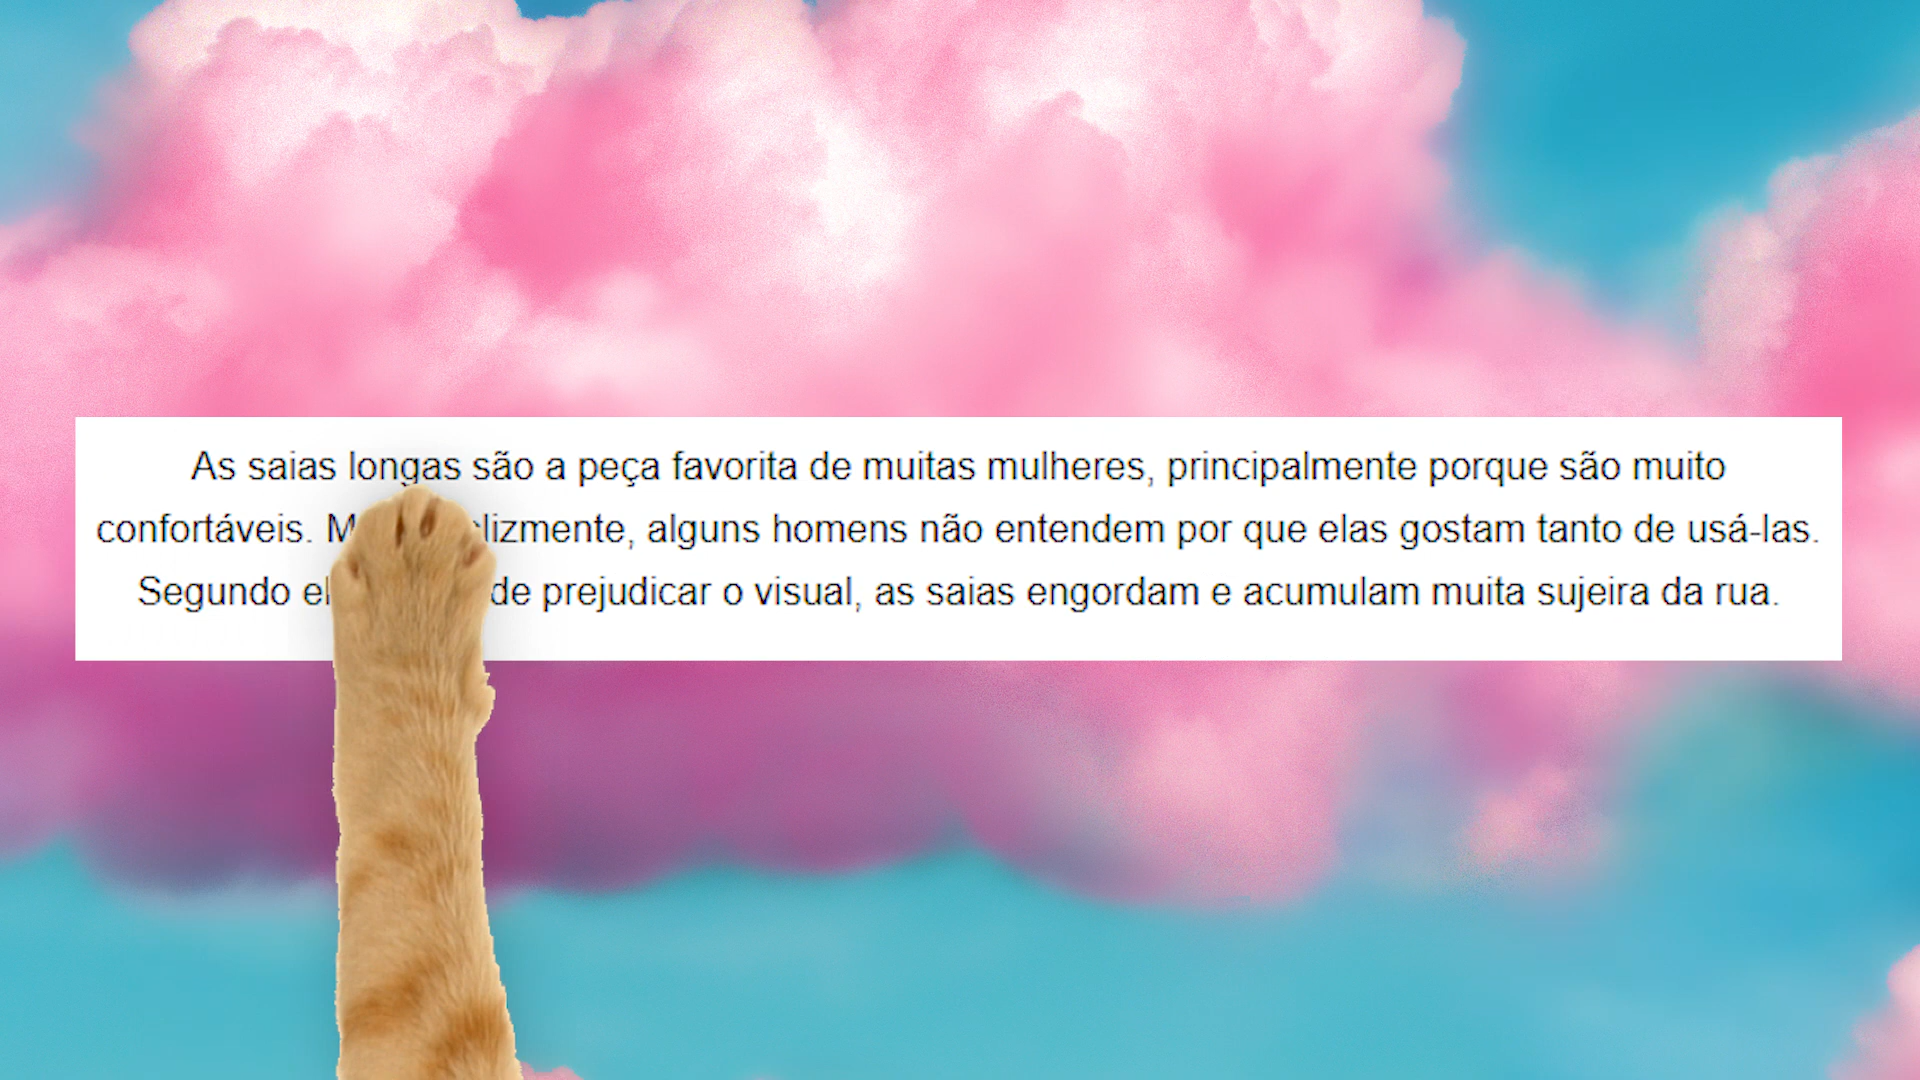 As saias longas são a peça favorita de muitas mulheres, principalmente porque são muito
confortáveis. alguns homens não entendem por que elas gostam tanto de usá-las.
Segundo de prejudicar o visual, as saias engordam e acumulam muita sujeira da rua.